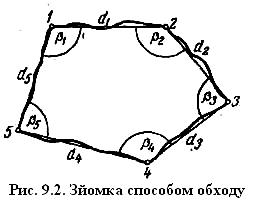 1 d₁ 2
β₁ β₂ d₂
d₅
β₃ 3
5 β₅ β₄ d₃
d₄ 4
Рис. 9.2. Зйомка способом обходу